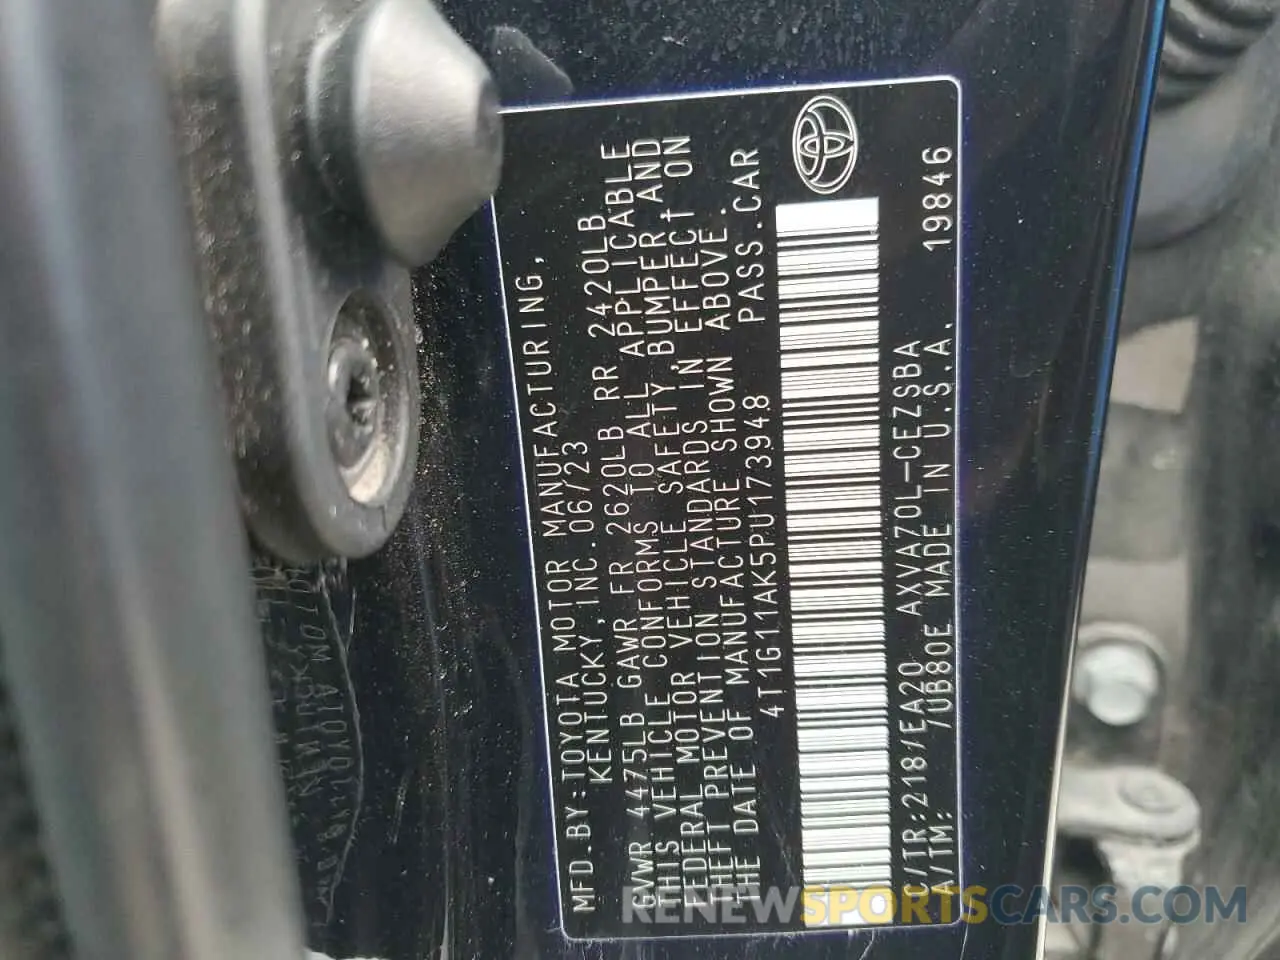 MFD.BY:TOYOTA MOTOR MANUFACTURING,
KENTUCKY,INC.06/23
GVWR 4475LB GAWR FR 2620LB RR 2420LB
THIS VEHICLE CONFORMS TO ALL APPLICABLE
FEDERAL MOTOR VEHICLE SAFETY,BUMPER,AND
THEFT PREVENTION STANDARDS IN EFFECT ON
THE DATE OF MANUFACTURE SHOWN ABOVE.
4T1G11AK5PU173948 PASS.CAR
C/TR:218/EA20 AXVA70L-CEZSBA 19846
A/TM: /UB80E MADE IN U.S.A.
RENEWSPORTSCARS.COM